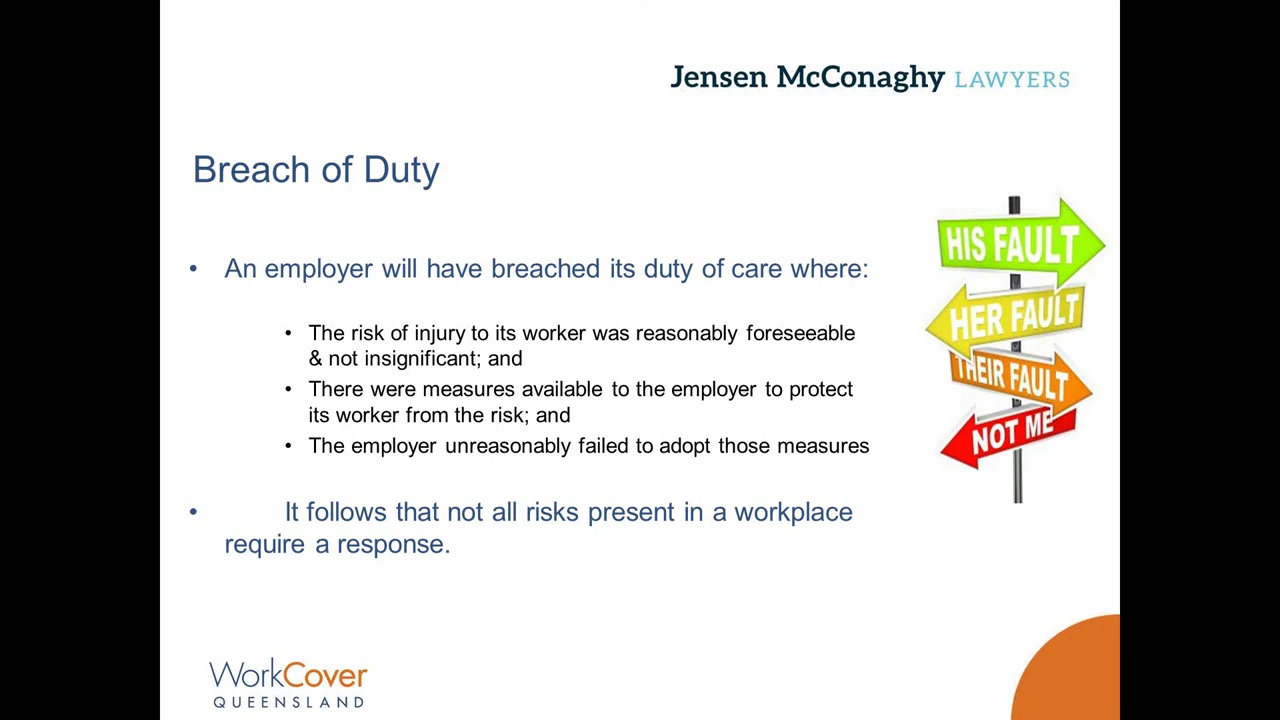 Jensen McConaghy LAWYERS
Breach of Duty
• An employer will have breached its duty of care where:
• The risk of injury to its worker was reasonably foreseeable
& not insignificant; and
• There were measures available to the employer to protect
its worker from the risk; and
• The employer unreasonably failed to adopt those measures
• It follows that not all risks present in a workplace
require a response.
HIS FAULT
HER FAULT
THEIR FAULT
NOT ME
WorkCover
QUEENSLAND